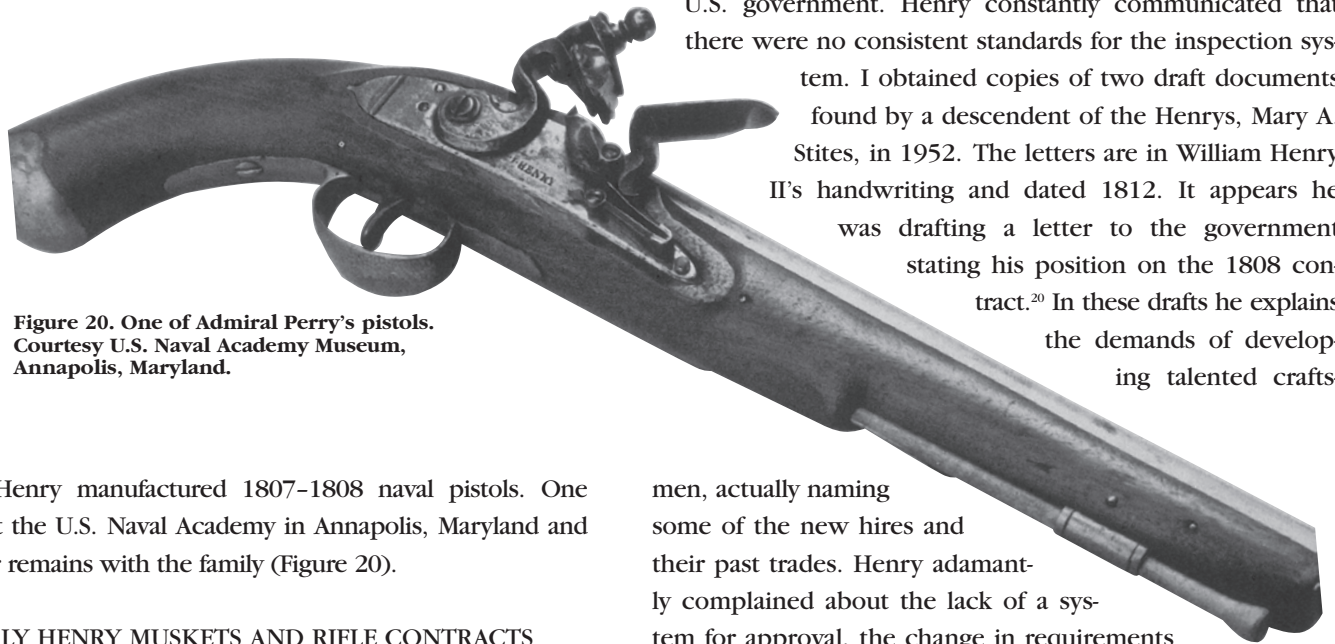 Henry manufactured 1807–1808 naval pistols. One
the U.S. Naval Academy in Annapolis, Maryland and
remains with the family (Figure 20).
LY HENRY MUSKETS AND RIFLE CONTRACTS
Figure 20. One of Admiral Perry's pistols.
Courtesy U.S. Naval Academy Museum,
Annapolis, Maryland.
J HENRY
U.S. government. Henry constantly communicated that
there were no consistent standards for the inspection sys-
tem. I obtained copies of two draft documents
found by a descendent of the Henrys, Mary A.
Stites, in 1952. The letters are in William Henry
II's handwriting and dated 1812. It appears he
was drafting a letter to the government
stating his position on the 1808 con-
tract.20 In these drafts he explains
the demands of develop-
ing talented crafts-
men, actually naming
some of the new hires and
their past trades. Henry adamant-
ly complained about the lack of a sys-
tem for approval, the change in requirements